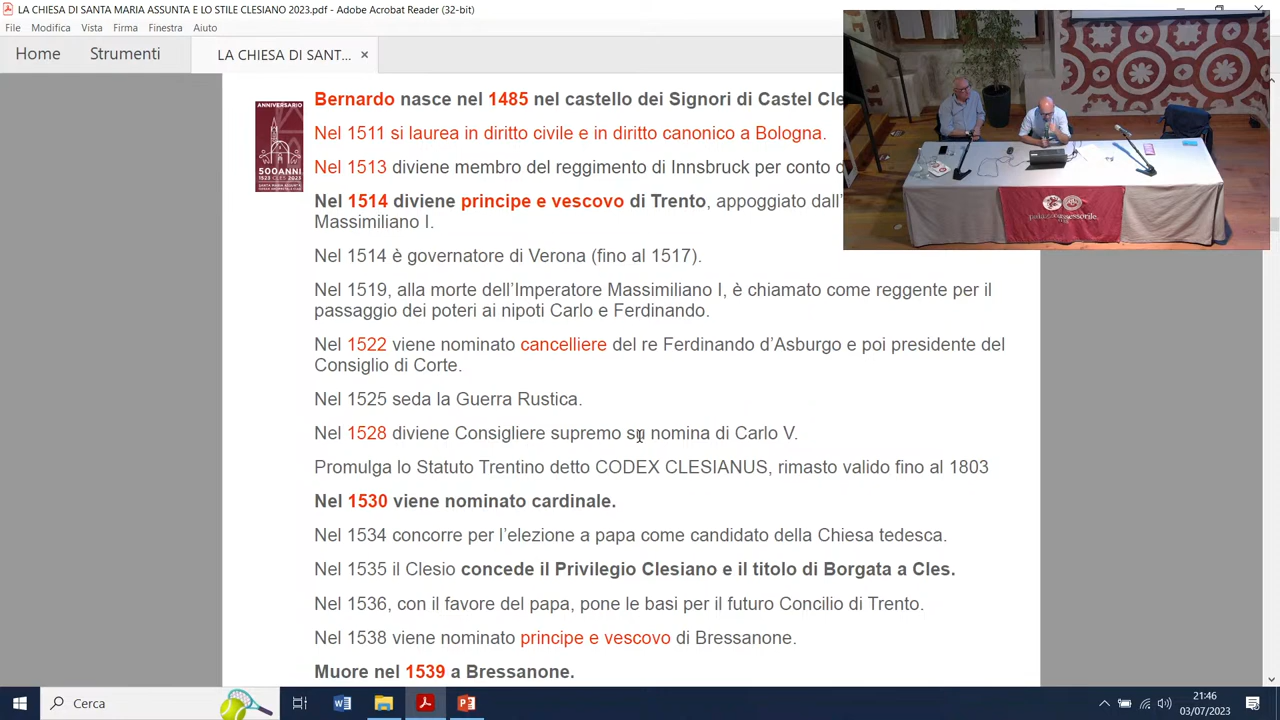 LA CHIESA DI SANTA MARIA ASSUNTA E LO STILE CLESIANO 2023.pdf - Adobe Acrobat Reader (32-bit)
File Modifica Vista Firma Finestra Aiuto
Home Strumenti LA CHIESA DI SANT... ×
ANNIVERSARIO
500ANNI
1523 CLES 2023
SANTA MARIA ASSUNTA
Bernardo nasce nel 1485 nel castello dei Signori di Castel Cle
Nel 1511 si laurea in diritto civile e in diritto canonico a Bologna.
Nel 1513 diviene membro del reggimento di Innsbruck per conto
Nel 1514 diviene principe e vescovo di Trento, appoggiato dall'
Massimiliano I.
Nel 1514 è governatore di Verona (fino al 1517).
Nel 1519, alla morte dell'Imperatore Massimiliano I, è chiamato come reggente per il
passaggio dei poteri ai nipoti Carlo e Ferdinando.
Nel 1522 viene nominato cancelliere del re Ferdinando d'Asburgo e poi presidente del
Consiglio di Corte.
Nel 1525 seda la Guerra Rustica.
Nel 1528 diviene Consigliere supremo su nomina di Carlo V.
Promulga lo Statuto Trentino detto CODEX CLESIANUS, rimasto valido fino al 1803
Nel 1530 viene nominato cardinale.
Nel 1534 concorre per l'elezione a papa come candidato della Chiesa tedesca.
Nel 1535 il Clesio concede il Privilegio Clesiano e il titolo di Borgata a Cles.
Nel 1536, con il favore del papa, pone le basi per il futuro Concilio di Trento.
Nel 1538 viene nominato principe e vescovo di Bressanone.
Muore nel 1539 a Bressanone.
Cerca
21:46
03/07/2023